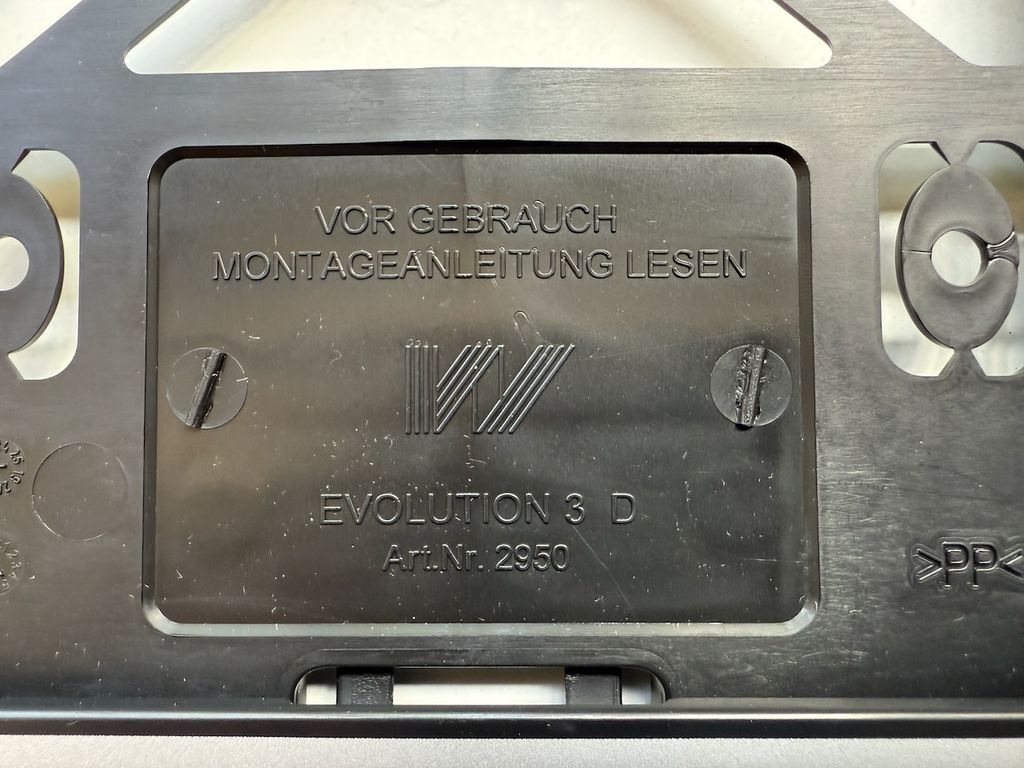 VOR GEBRAUCH
MONTAGEANLEITUNG LESEN
EVOLUTION 3 D
Art.Nr. 2950
>PP<